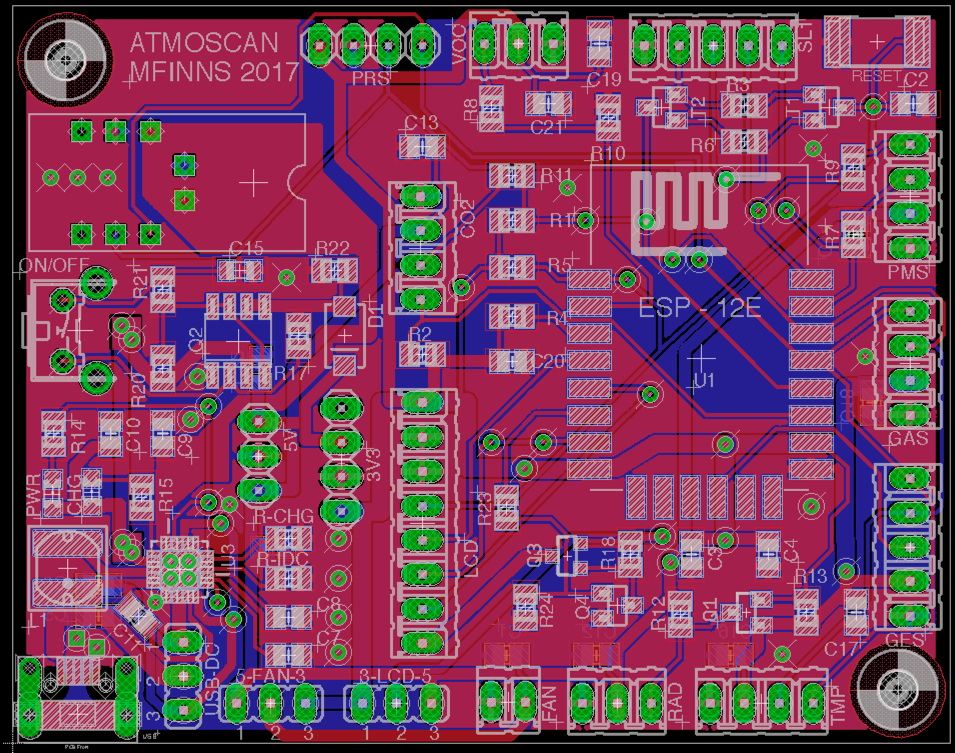 ATMOSCAN
MFINNS 2017
PRS
VOC
C19
SL1
RESET
C2
R8
C21
R10
R3
T2
T1
R6
R9
C13
R11
CO2
R1
R7
PMS
ON/OFF
C15
R22
R21
R5
D1
ESP - 12E
R4
Q2
R2
C20
U1
R17
R20
GAS
R14
C10
C9
5V
3V3
PWR
CHG
R15
R23
R-CHG
LCD
R-IDC
U3
Q3
R18
C3
C4
R13
C8
R24
Q4
R12
Q1
L1
C7
C17
GES
USB-DC
5-FAN-3
3-LCD-5
FAN
RAD
TMP
2
3
1 2 3
1 2 3
USB